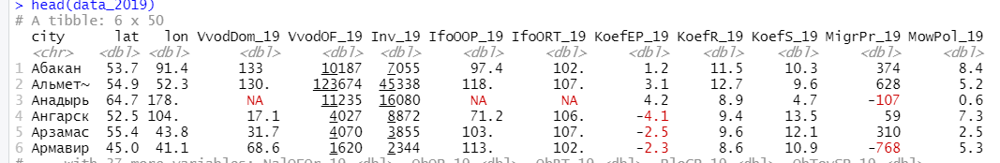 > head(data_2019)
# A tibble: 6 x 50
city lat lon VvodDom_19 VvodOF_19 Inv_19 IfoOOP_19 IfoORT_19 KoefEP_19 KoefR_19 KoefS_19 MigrPr_19 MowPol_19
<chr> <dbl> <dbl> <dbl> <dbl> <dbl> <dbl> <dbl> <dbl> <dbl> <dbl> <dbl> <dbl>
1 Абакан 53.7 91.4 133 10187 7055 97.4 102. 1.2 11.5 10.3 374 8.4
2 Альмет~ 54.9 52.3 130. 123674 45338 118. 107. 3.1 12.7 9.6 628 5.2
3 Анадырь 64.7 178. NA 11235 16080 NA NA 4.2 8.9 4.7 -107 0.6
4 Ангарск 52.5 104. 17.1 4027 8872 71.2 106. -4.1 9.4 13.5 59 7.3
5 Арзамас 55.4 43.8 31.7 4070 3855 103. 107. -2.5 9.6 12.1 310 2.5
6 Армавир 45.0 41.1 68.6 1620 2344 113. 102. -2.3 8.6 10.9 -768 5.3